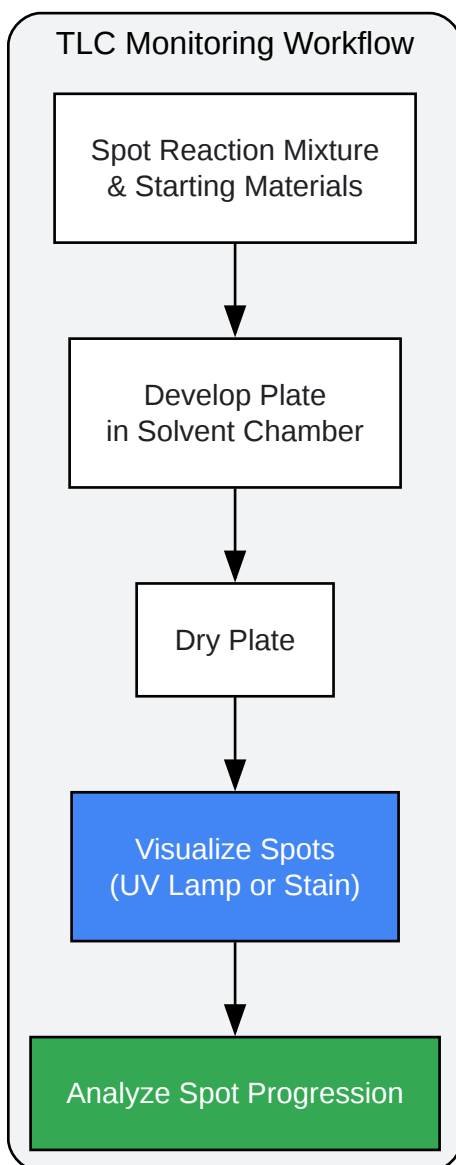 TLC Monitoring Workflow
Spot Reaction Mixture
& Starting Materials
Develop Plate
in Solvent Chamber
Dry Plate
Visualize Spots
(UV Lamp or Stain)
Analyze Spot Progression